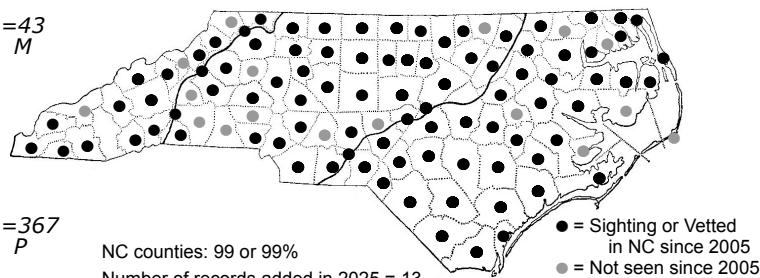 =43
M
=367
P
NC counties: 99 or 99%
● = Sighting or Vetted
in NC since 2005
● = Not seen since 2005
Number of records added in 2025 = 13